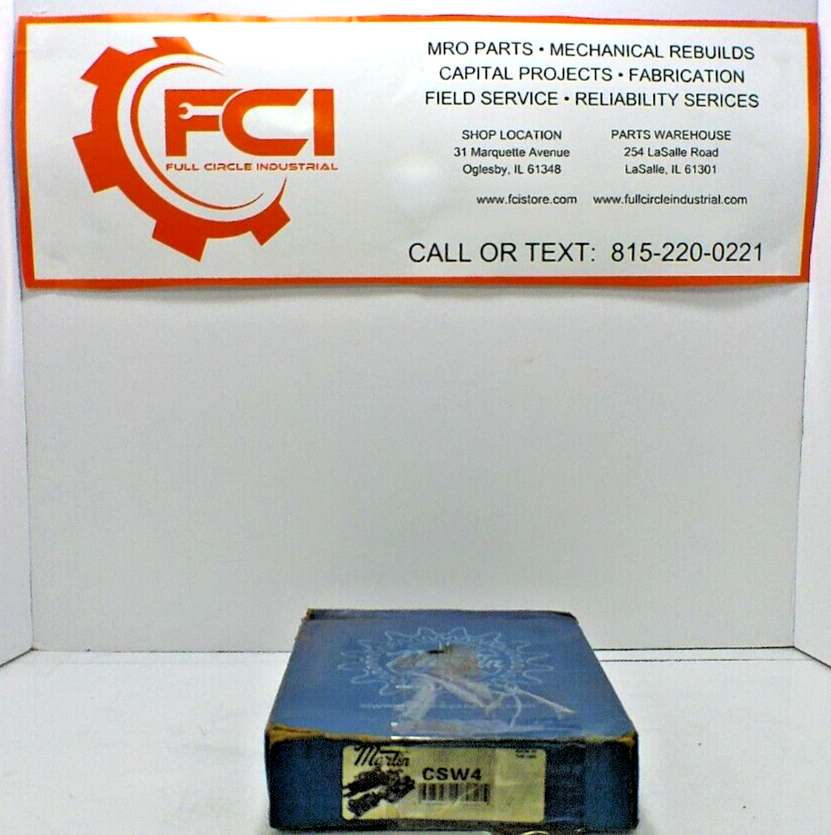 FCI
FULL CIRCLE INDUSTRIAL
MRO PARTS • MECHANICAL REBUILDS
CAPITAL PROJECTS • FABRICATION
FIELD SERVICE • RELIABILITY SERICES
SHOP LOCATION
31 Marquette Avenue
Oglesby, IL 61348
PARTS WAREHOUSE
254 LaSalle Road
LaSalle, IL 61301
www.fcistore.com www.fullcircleindustrial.com
CALL OR TEXT: 815-220-0221
Martin
CSW4